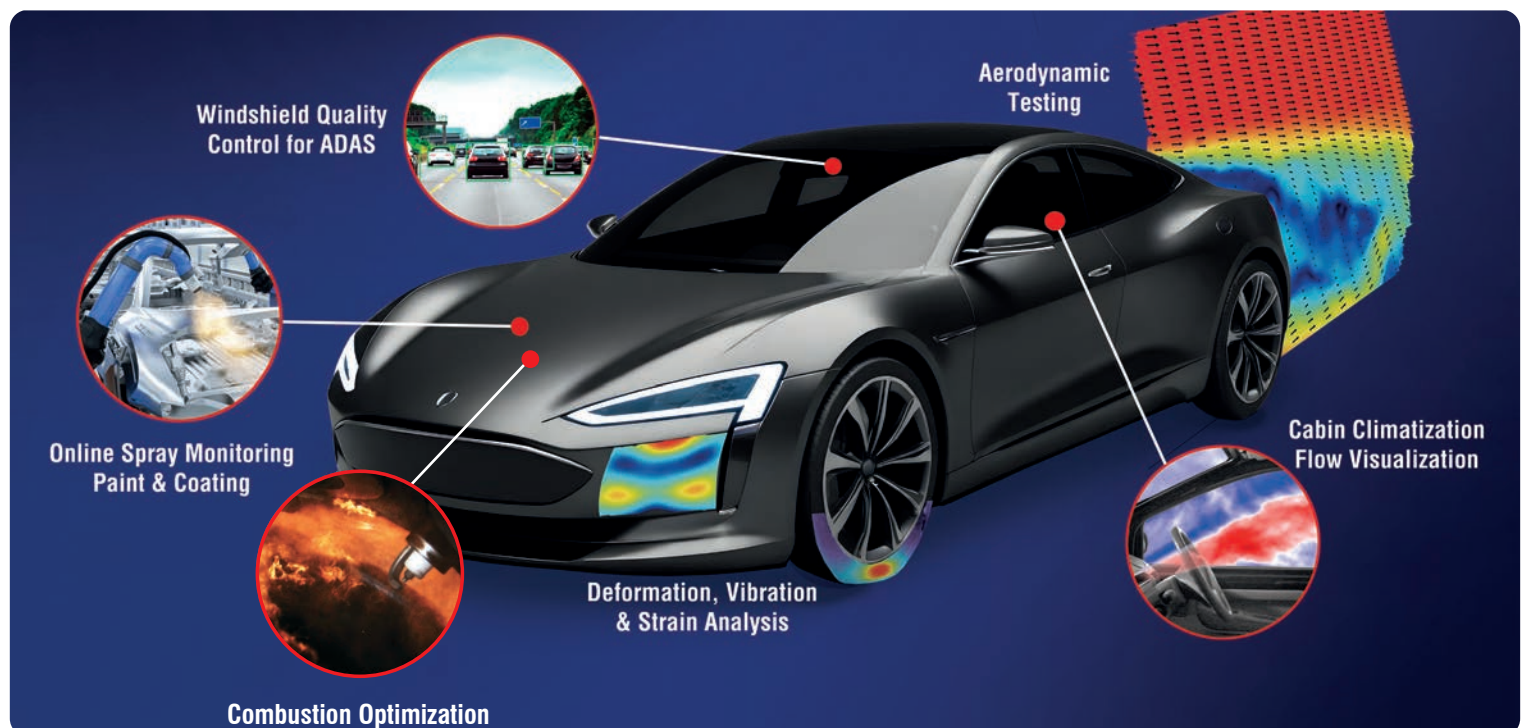 Windshield Quality
Control for ADAS
Aerodynamic
Testing
Online Spray Monitoring
Paint & Coating
Cabin Climatization
Flow Visualization
Deformation, Vibration
& Strain Analysis
Combustion Optimization